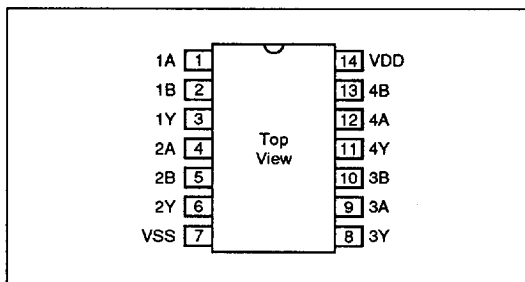 1A 1 14 VDD
1B 2 13 4B
1Y 3 12 4A
2A 4 Top 11 4Y
View
2B 5 10 3B
2Y 6 9 3A
VSS 7 8 3Y